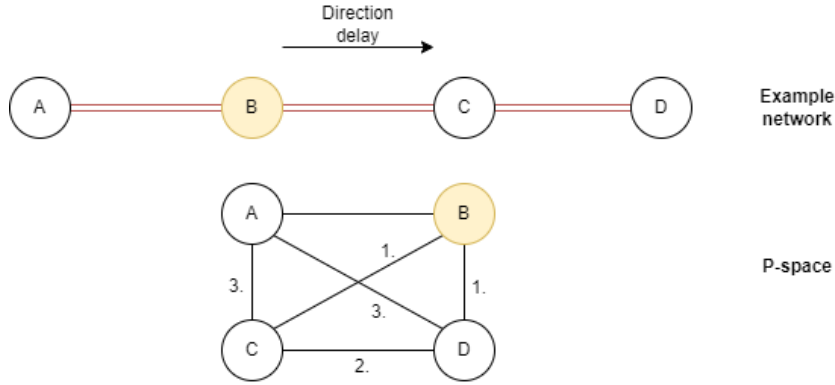 Direction
delay
A
B
C
D
Example
network
A
B
1.
P-space
3.
1.
3.
C
D
2.